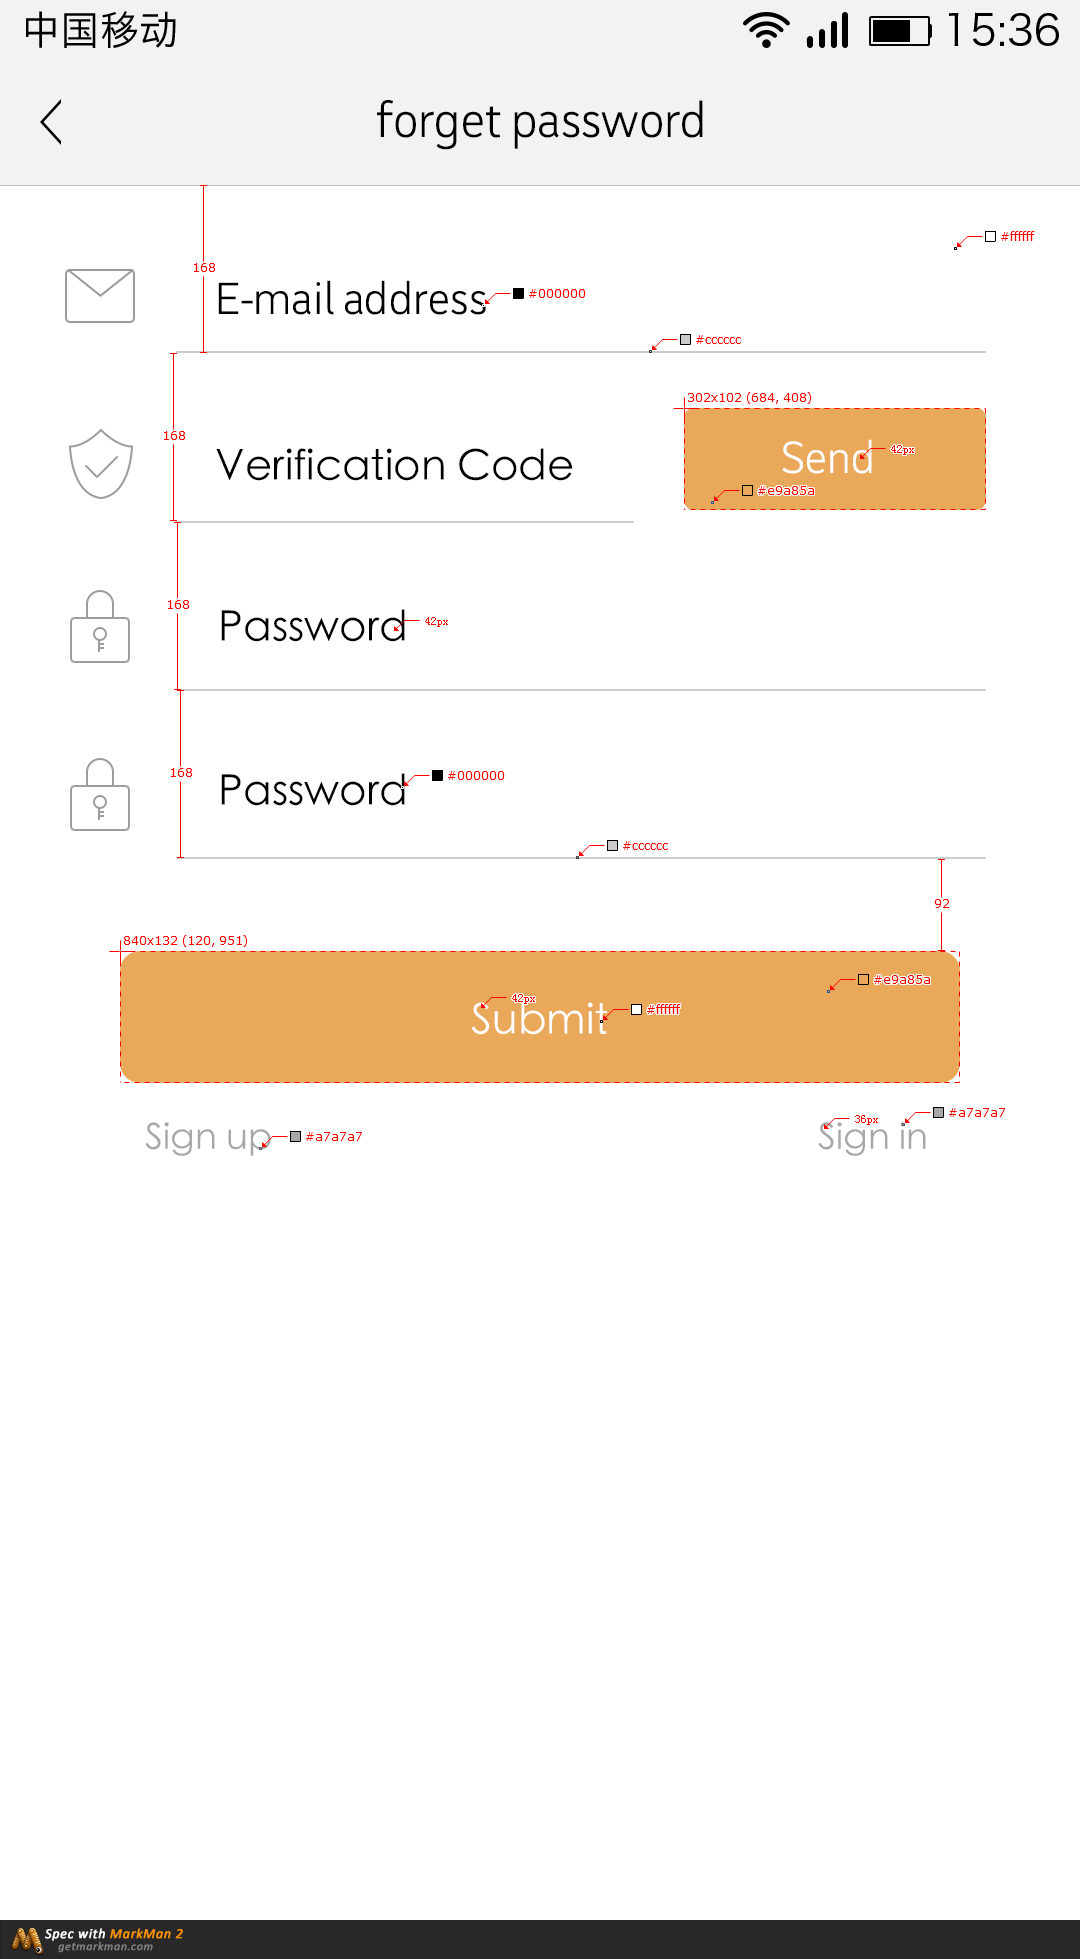 中国移动 15:36
forget password
#ffffff
168
E-mail address #000000
#cccccc
302x102 (684, 408)
168
Verification Code
Send 42px
#e9a85a
168
Password 42px
168
Password #000000
#cccccc
92
840x132 (120, 951)
#e9a85a
42px
Submit #ffffff
Sign up #a7a7a7
36px #a7a7a7
Sign in
Spec with MarkMan 2
getmarkman.com